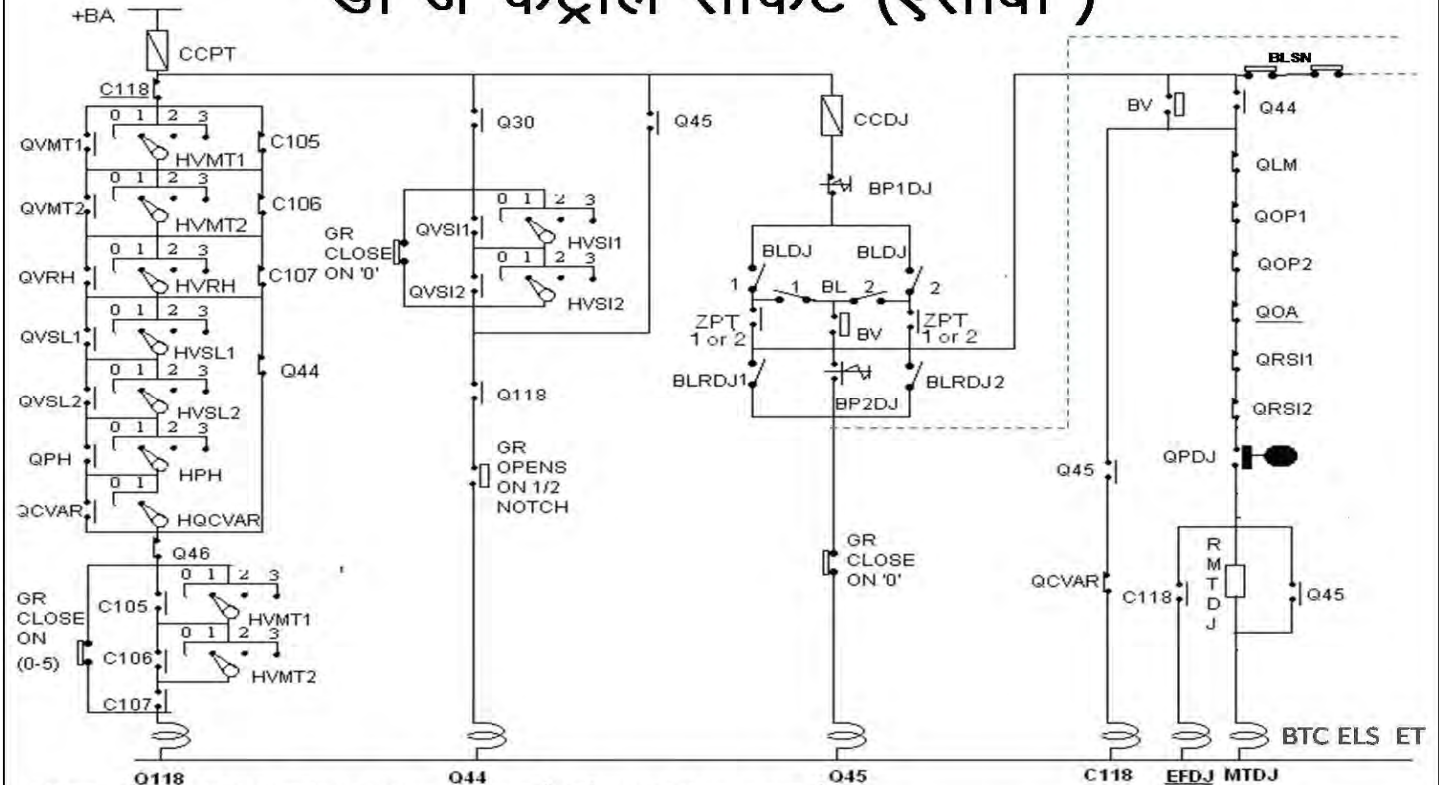 डी जे कंट्रोल सर्किट (एसीबी )
+BA
CCPT
C118
0 1 2 3
QVMT1
HVMT1
C105
0 1 2 3
QVMT2
HVMT2
C106
0 1 2 3
QVRH
HVRH
C107
0 1 2 3
QVSL1
HVSL1
Q44
0 1 2 3
QVSL2
HVSL2
0 1 2 3
QPH
HPH
0 1
QCVAR
HQCVAR
Q46
GR
CLOSE
ON
(0-5)
0 1 2 3
C105
HVMT1
0 1 2 3
C106
HVMT2
C107
Q118
Q30
GR
CLOSE
ON '0'
0 1 2 3
QVSI1
HVSI1
0 1 2 3
QVSI2
HVSI2
Q45
Q118
GR
OPENS
ON 1/2
NOTCH
Q44
CCDJ
BP1DJ
BLDJ
BLDJ
1
1 BL 2
2
ZPT
1 or 2
BV
ZPT
1 or 2
BLRDJ1
BP2DJ
BLRDJ2
GR
CLOSE
ON '0'
Q45
BLSN
BV
Q44
QLM
QOP1
QOP2
QOA
QRSI1
QRSI2
QPDJ
Q45
QCVAR
C118
RMTDJ
Q45
C118
EFDJ
MTDJ
BTC ELS ET